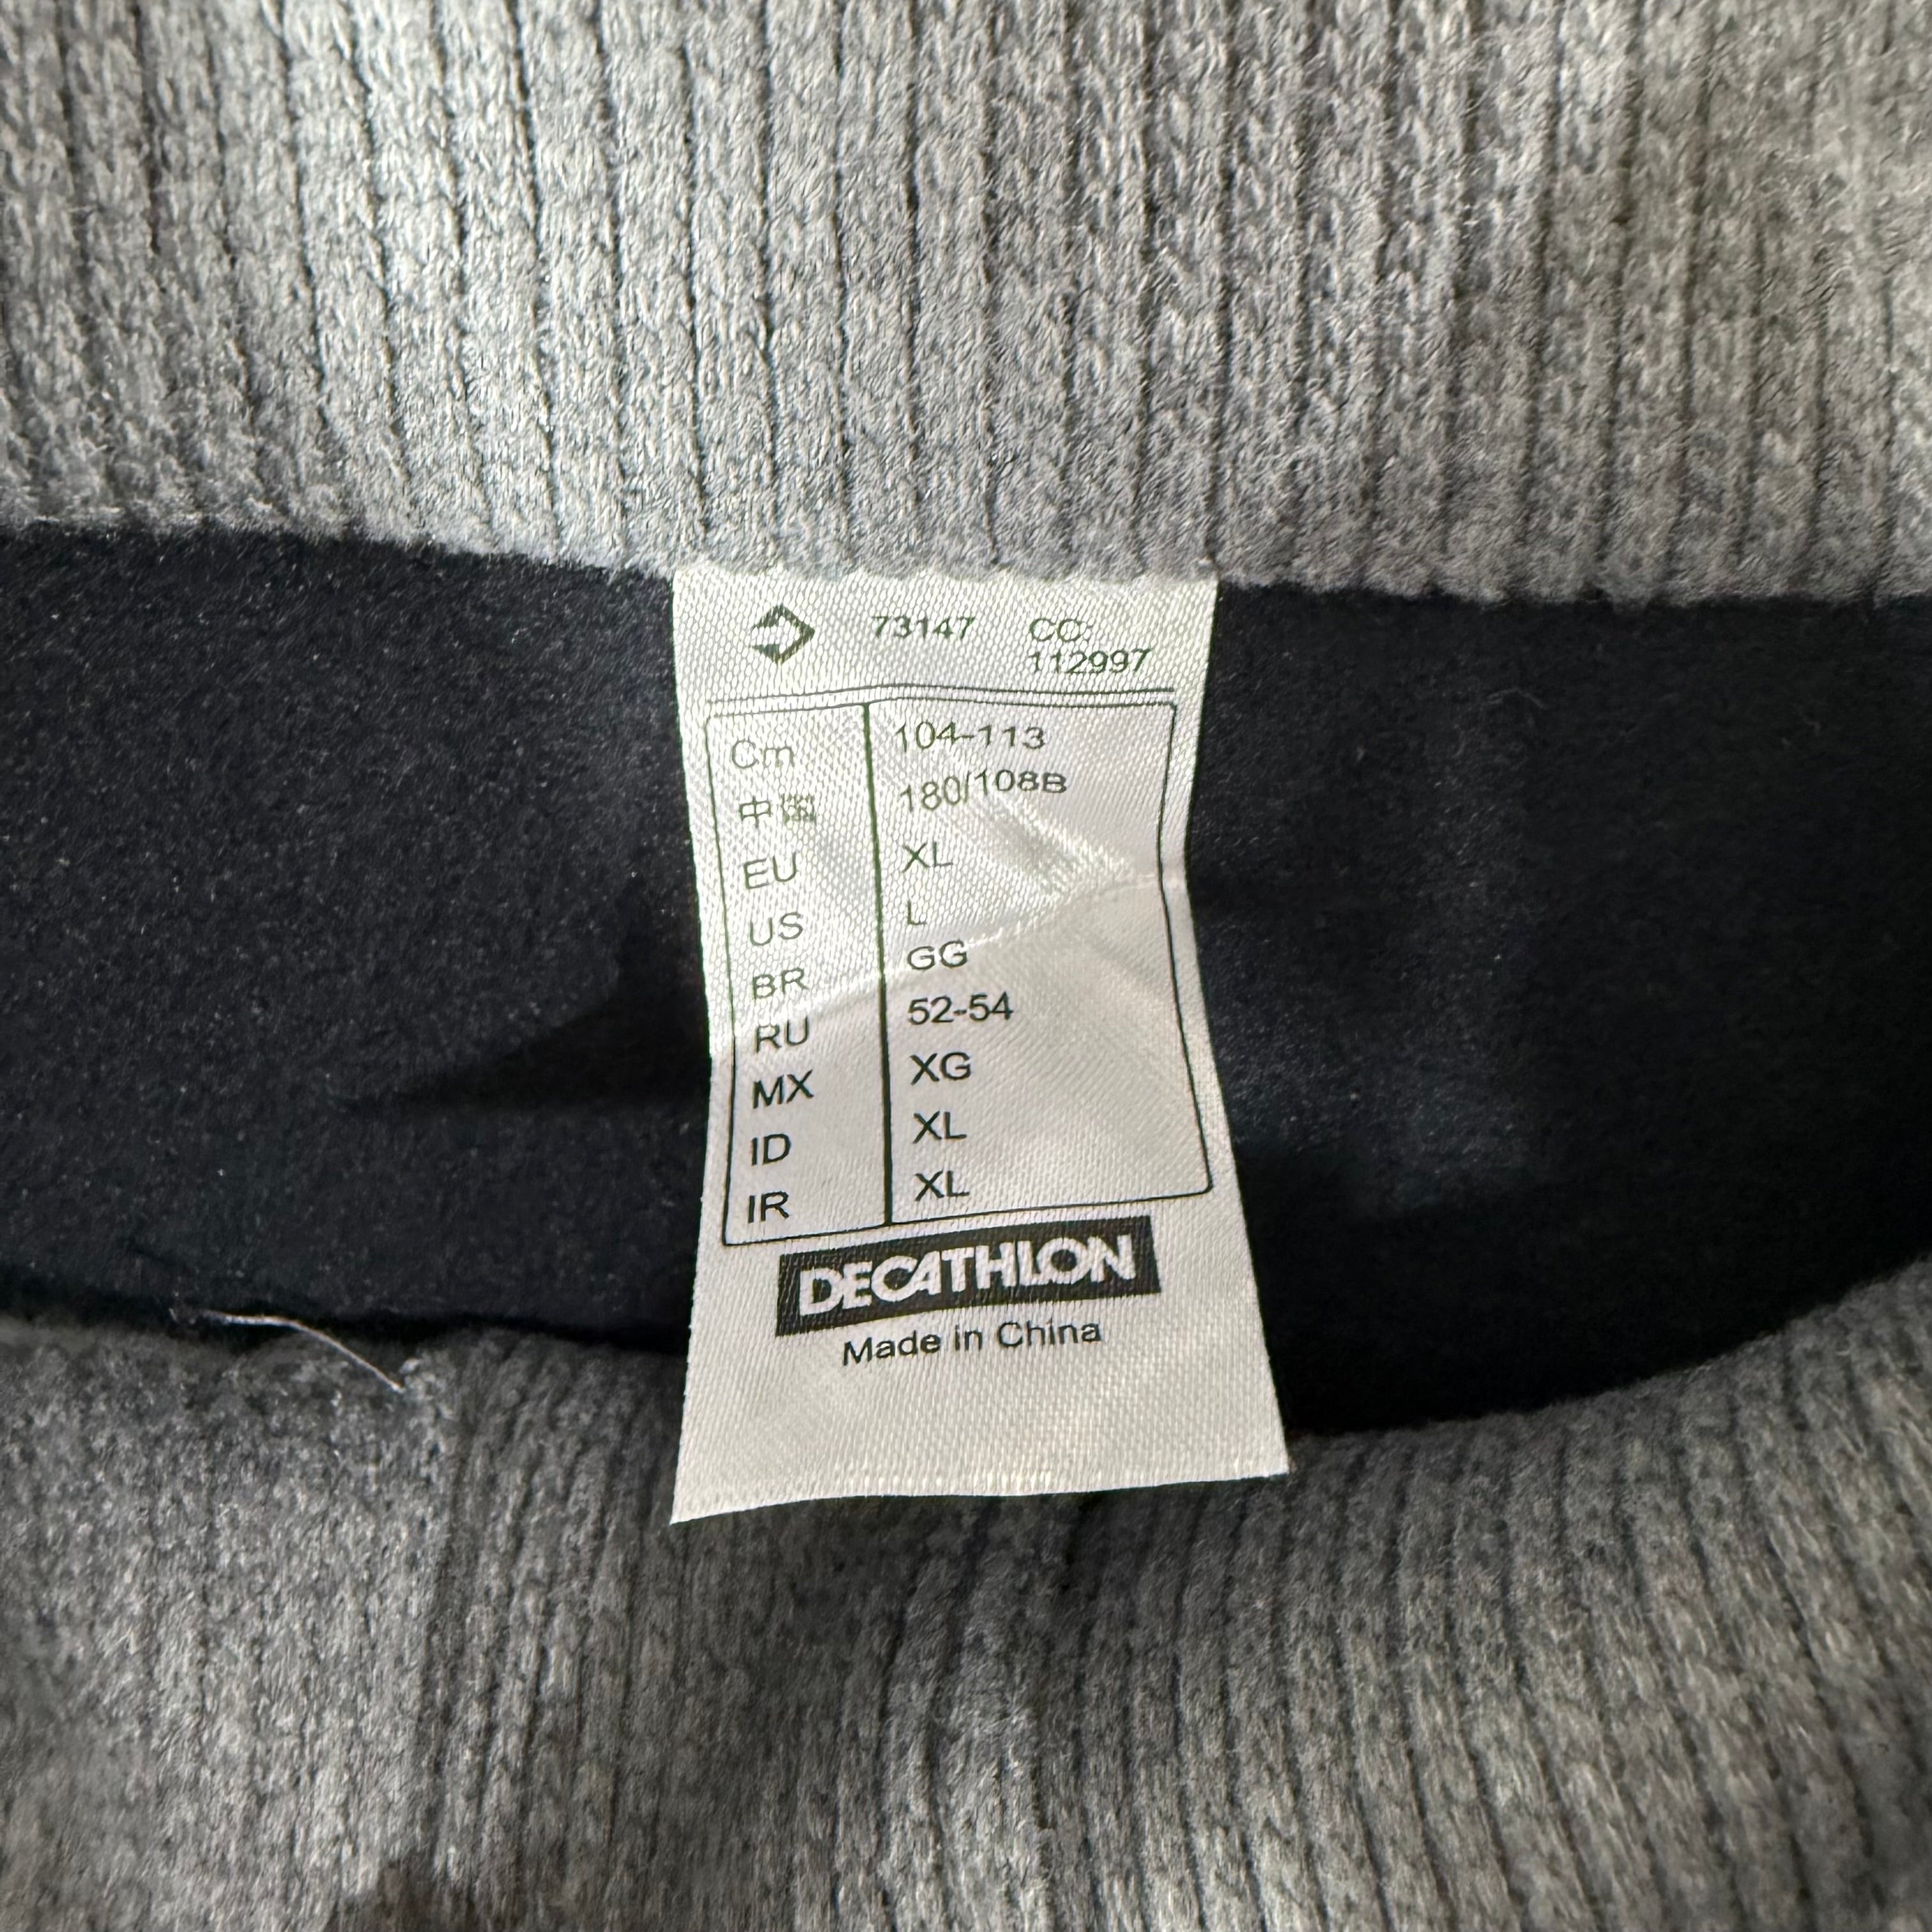 73147 CC:
112997
Cm 104-113
中国 180/108B
EU XL
US L
BR GG
RU 52-54
MX XG
ID XL
IR XL
DECATHLON
Made in China